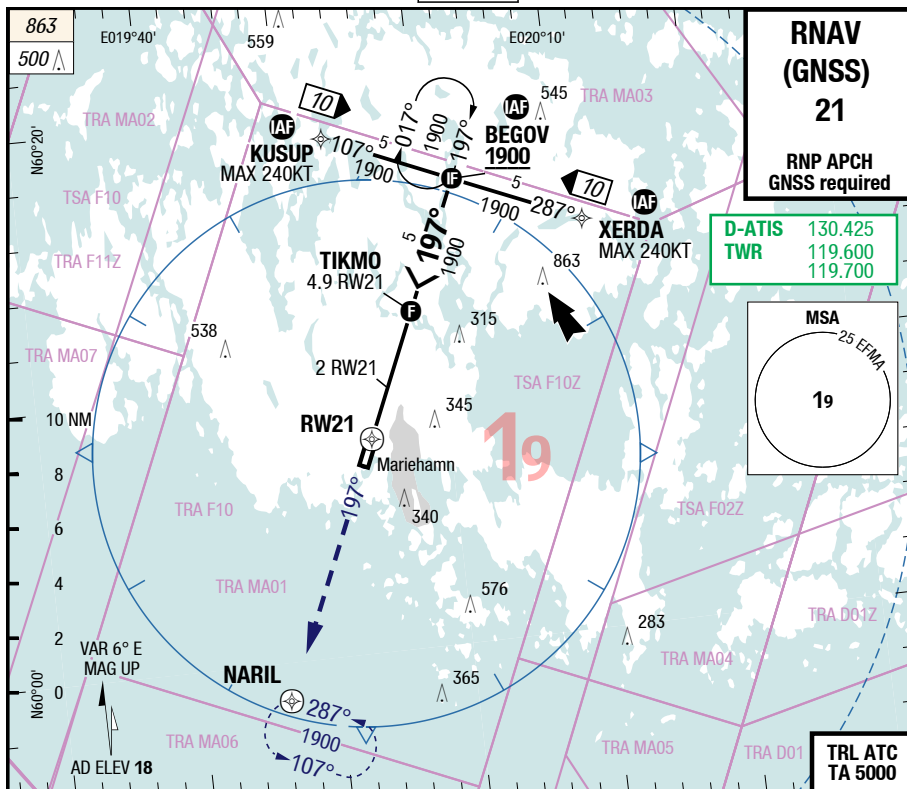 863
500
E019°40'
559
E020°10'
RNAV
(GNSS)
21
RNP APCH
GNSS required
TRA MA02
N60°20'
10
IAF
KUSUP
MAX 240KT
107°
1900
5
017°
1900
197°
IAF
545
BEGOV
1900
TRA MA03
IF
5
10
1900
287°
IAF
XERDA
MAX 240KT
D-ATIS 130.425
TWR 119.600
119.700
TSA F10
TRA F11Z
5
197°
1900
TIKMO
4.9 RW21
F
863
315
538
TRA MA07
MSA
25 EFMA
19
2 RW21
TSA F10Z
345
10 NM
RW21
19
Mariehamn
8
340
TRA F10
197°
TSA F02Z
6
4
TRA MA01
576
TRA D01Z
283
2
VAR 6° E
MAG UP
TRA MA04
N60°00'
0
NARIL
365
287°
1900
107°
TRA MA06
TRA MA05
TRA D01
AD ELEV 18
TRL ATC
TA 5000